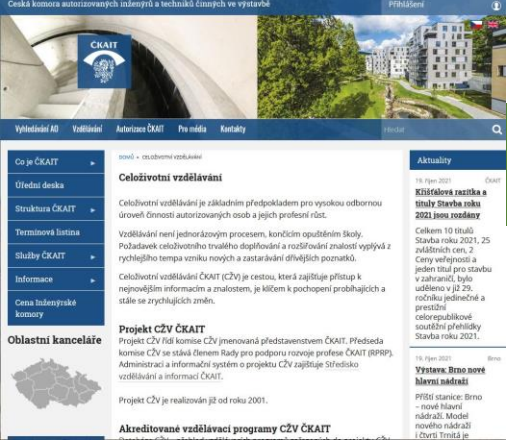 Česká komora autorizovaných inženýrů a techniků činných ve výstavbě
Přihlášení
ČKAIT
Vyhledávání AO Vzdělávání Autorizace ČKAIT Pro média Kontakty
Hledat
Co je ČKAIT
Úřední deska
Struktura ČKAIT
Termínová listina
Služby ČKAIT
Informace
Cena Inženýrské
komory
Oblastní kanceláře
DOMŮ » CELOŽIVOTNÍ VZDĚLÁVÁNÍ
Celoživotní vzdělávání
Celoživotní vzdělávání je základním předpokladem pro vysokou odbornou
úroveň činnosti autorizovaných osob a jejich profesní růst.
Vzdělávání není jednorázovým procesem, končícím opuštěním školy.
Požadavek celoživotního trvalého doplňování a rozšiřování znalostí vyplývá z
rychlejšího tempa vzniku nových a zastarávání dřívějších poznatků.
Celoživotní vzdělávání ČKAIT (CŽV) je cestou, která zajišťuje přístup k
nejnovějším informacím a znalostem, je klíčem k pochopení probíhajících a
stále se zrychlujících změn.
Projekt CŽV ČKAIT
Projekt CŽV řídí komise CŽV jmenovaná představenstvem ČKAIT. Předseda
komise CŽV se stává členem Rady pro podporu rozvoje profese ČKAIT (RPRP).
Administraci a informační systém o projektu CŽV zajišťuje Středisko
vzdělávání a informací ČKAIT.
Projekt CŽV je realizován již od roku 2001.
Akreditované vzdělávací programy CŽV ČKAIT
Aktuality
19. říjen 2021 ČKAIT
Křišťálová razítka a
tituly Stavba roku
2021 jsou rozdány
Celkem 10 titulů
Stavba roku 2021, 25
zvláštních cen, 2
Ceny veřejnosti a
jeden titul pro stavbu
v zahraničí, bylo
uděleno v již 29.
ročníku jedinečné a
prestižní
celorepublikové
soutěžní přehlídky
Stavba roku 2021.
19. říjen 2021 Brno
Výstava: Brno nové
hlavní nádraží
Příští stanice: Brno
– nové hlavní
nádraží. Model
nového nádraží
i čtvrti Trnitá je